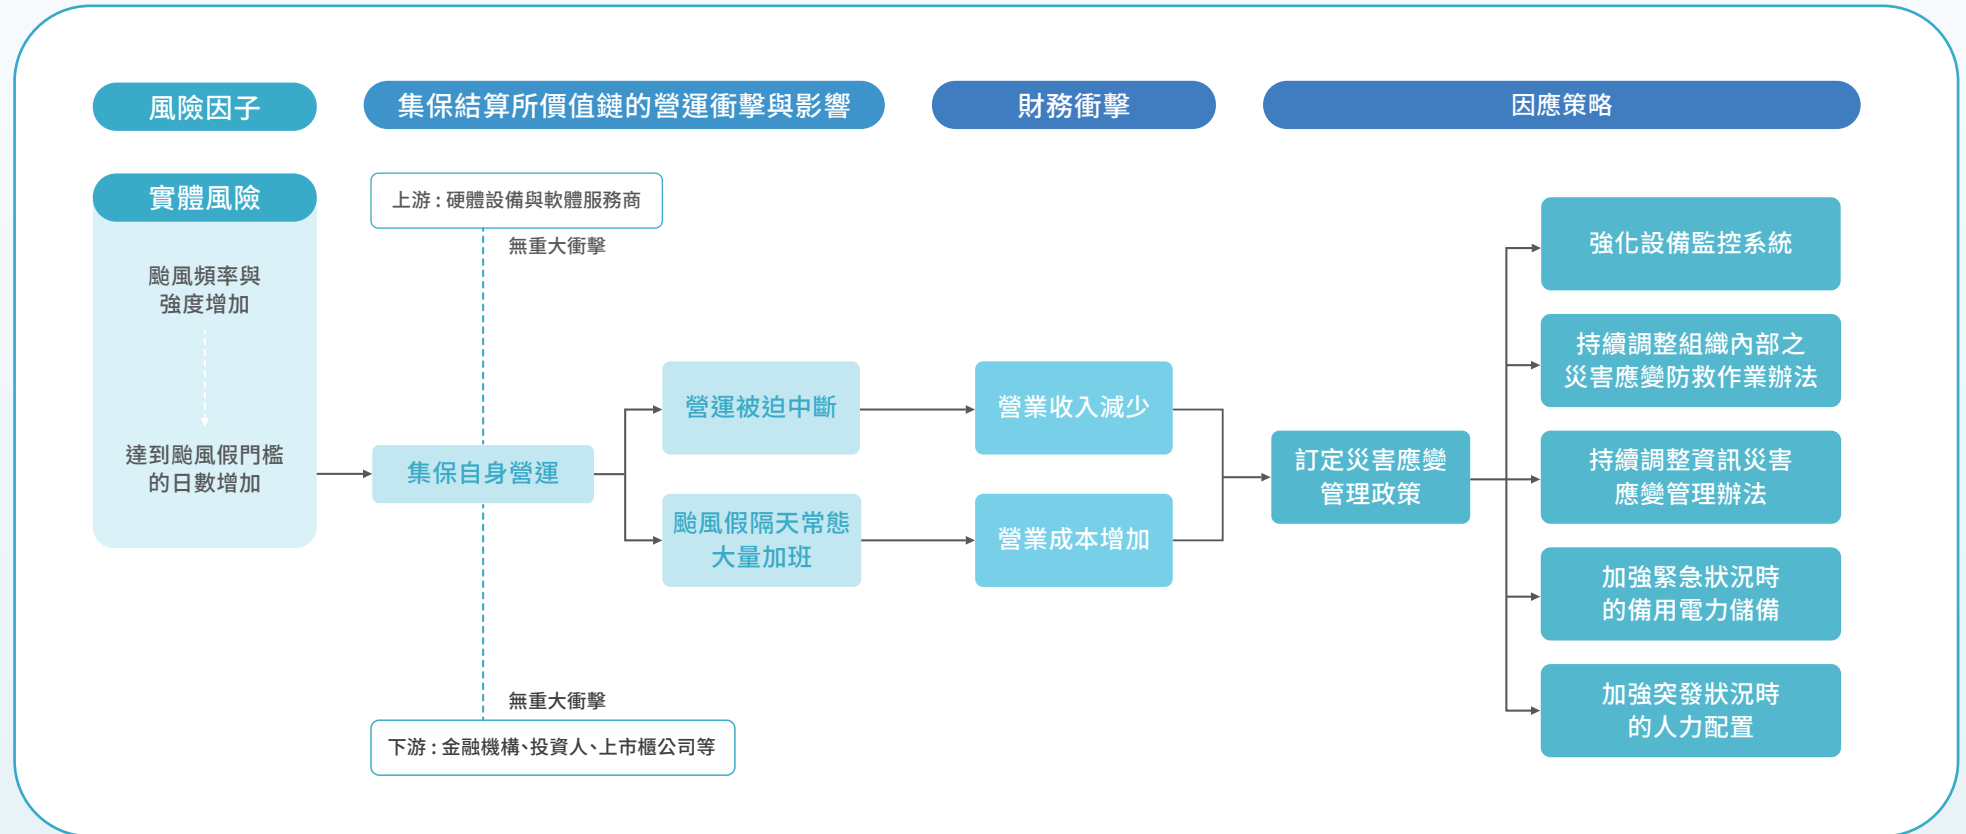 風險因子
集保結算所價值鏈的營運衝擊與影響
財務衝擊
因應策略
實體風險
颱風頻率與
強度增加
達到颱風假門檻
的日數增加
上游 : 硬體設備與軟體服務商
無重大衝擊
集保自身營運
無重大衝擊
下游 : 金融機構、投資人、上市櫃公司等
營運被迫中斷
颱風假隔天常態
大量加班
營業收入減少
營業成本增加
訂定災害應變
管理政策
強化設備監控系統
持續調整組織內部之
災害應變防救作業辦法
持續調整資訊災害
應變管理辦法
加強緊急狀況時
的備用電力儲備
加強突發狀況時
的人力配置